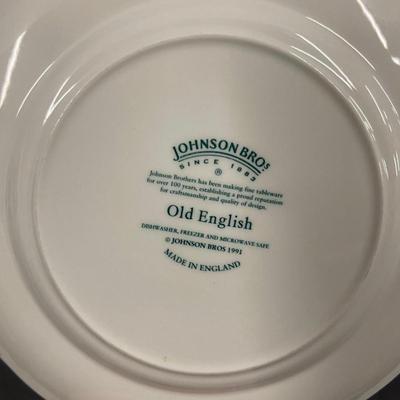 JOHNSON BROS
SINCE 1883
®
Johnson Brothers has been making fine tableware
for over 100 years, establishing a proud reputation
for craftsmanship and quality of design.
Old English
DISHWASHER, FREEZER AND MICROWAVE SAFE
© JOHNSON BROS 1991
MADE IN ENGLAND